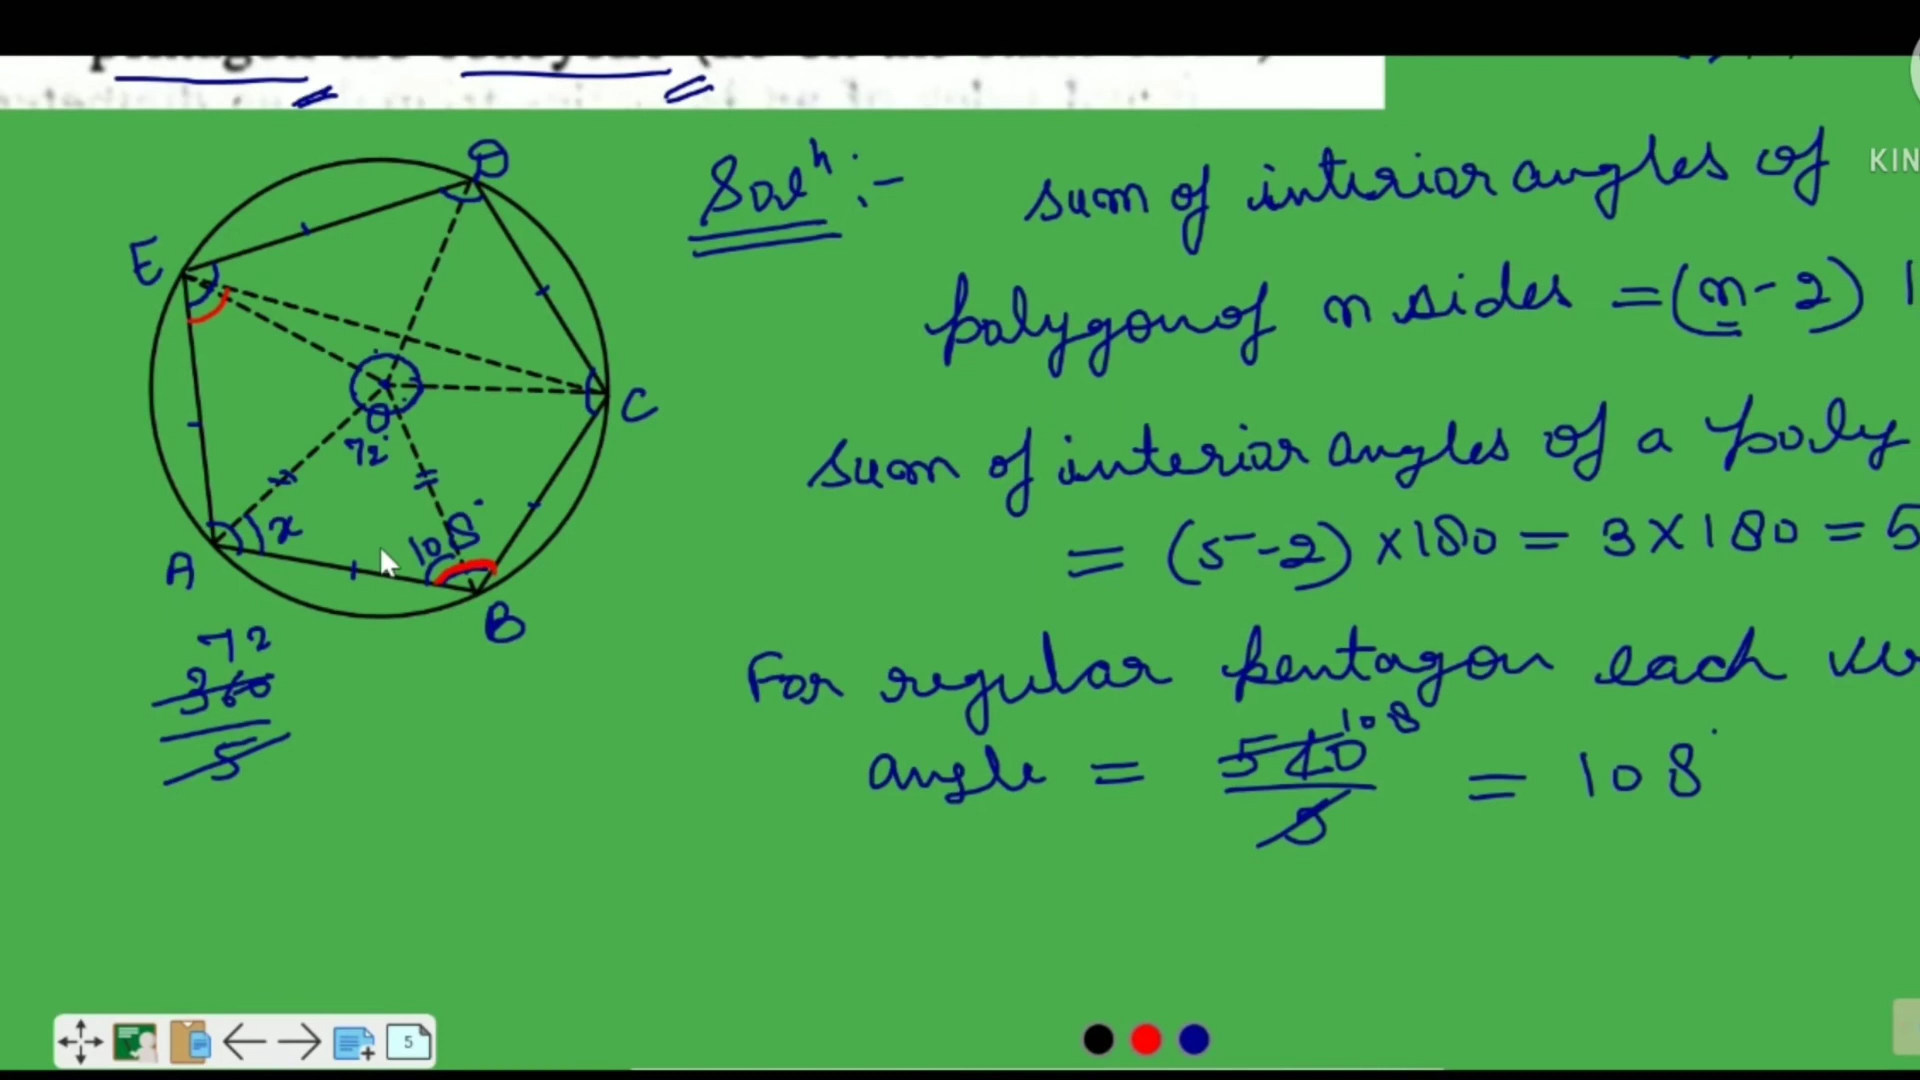 D
E
C
O
72°
x
108°
A
B
72
360
5
Solⁿ :-
sum of interior angles of
KIN
polygon of n sides = (n-2) 1
sum of interior angles of a poly
= (5-2) ×180 = 3×180 = 5
For regular pentagon each
angle = 540/5 108 = 108°
5